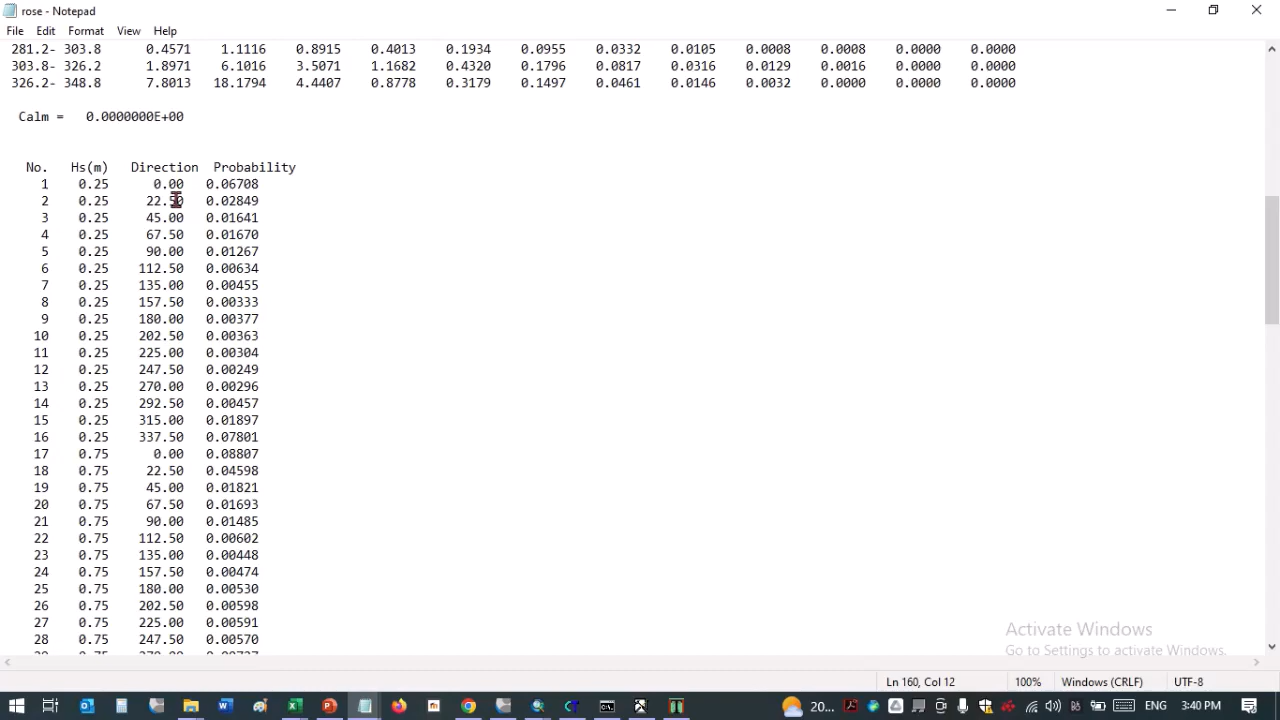 rose - Notepad
File Edit Format View Help
281.2- 303.8 0.4571 1.1116 0.8915 0.4013 0.1934 0.0955 0.0332 0.0105 0.0008 0.0008 0.0000 0.0000
303.8- 326.2 1.8971 6.1016 3.5071 1.1682 0.4320 0.1796 0.0817 0.0316 0.0129 0.0016 0.0000 0.0000
326.2- 348.8 7.8013 18.1794 4.4407 0.8778 0.3179 0.1497 0.0461 0.0146 0.0032 0.0000 0.0000 0.0000
Calm = 0.0000000E+00
No. Hs(m) Direction Probability
1 0.25 0.00 0.06708
2 0.25 22.50 0.02849
3 0.25 45.00 0.01641
4 0.25 67.50 0.01670
5 0.25 90.00 0.01267
6 0.25 112.50 0.00634
7 0.25 135.00 0.00455
8 0.25 157.50 0.00333
9 0.25 180.00 0.00377
10 0.25 202.50 0.00363
11 0.25 225.00 0.00304
12 0.25 247.50 0.00249
13 0.25 270.00 0.00296
14 0.25 292.50 0.00457
15 0.25 315.00 0.01897
16 0.25 337.50 0.07801
17 0.75 0.00 0.08807
18 0.75 22.50 0.04598
19 0.75 45.00 0.01821
20 0.75 67.50 0.01693
21 0.75 90.00 0.01485
22 0.75 112.50 0.00602
23 0.75 135.00 0.00448
24 0.75 157.50 0.00474
25 0.75 180.00 0.00530
26 0.75 202.50 0.00598
27 0.75 225.00 0.00591
28 0.75 247.50 0.00570
Activate Windows
Go to Settings to activate Windows.
Ln 160, Col 12 100% Windows (CRLF) UTF-8
20... ENG 3:40 PM